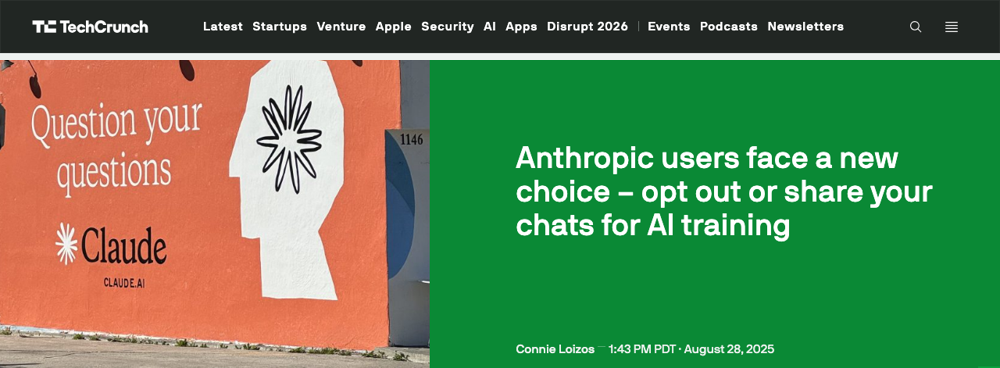 TechCrunch
Latest Startups Venture Apple Security AI Apps Disrupt 2026 | Events Podcasts Newsletters
Question your
questions
Claude
CLAUDE.AI
1146
Anthropic users face a new
choice – opt out or share your
chats for AI training
Connie Loizos — 1:43 PM PDT · August 28, 2025